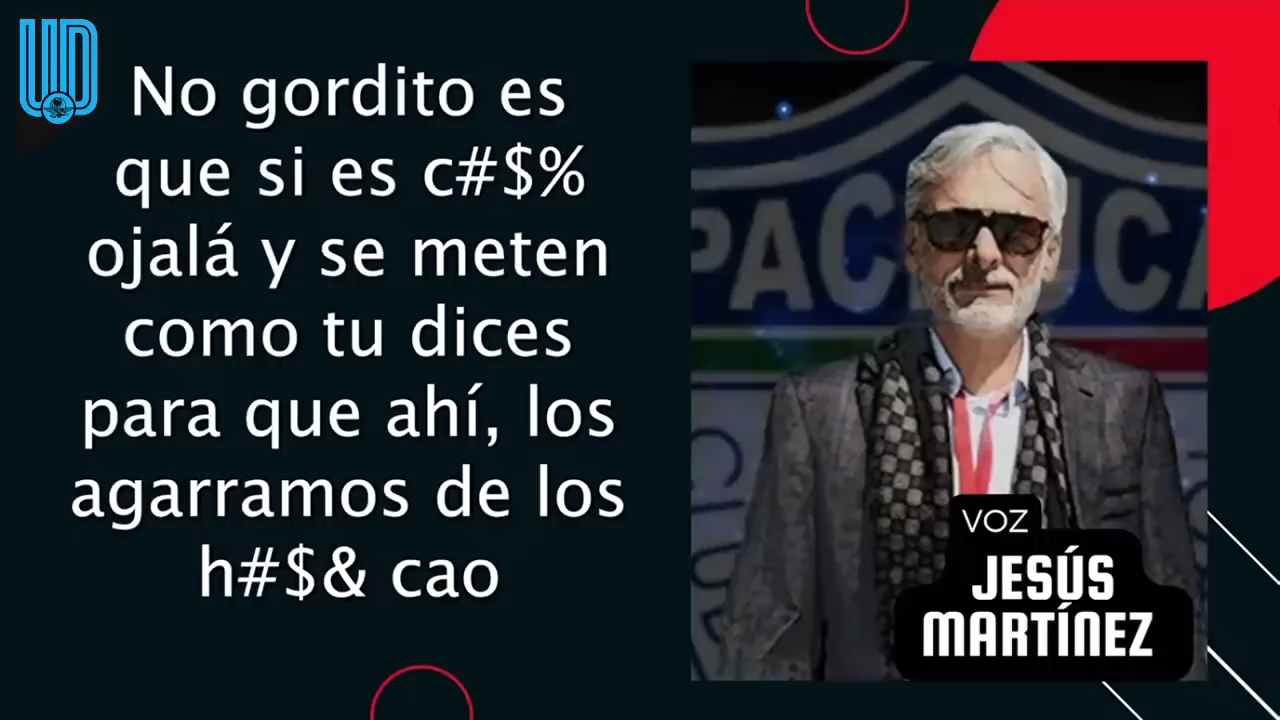 UD
No gordito es
que si es c#$%
ojalá y se meten
como tu dices
para que ahí, los
agarramos de los
h#$& cao
PACHUCA
VOZ
JESÚS
MARTÍNEZ